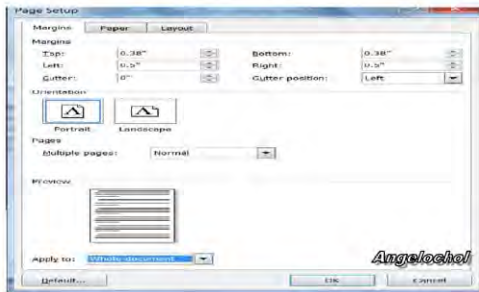 Page Setup
Margins Paper Layout
Margins
Top: 0.38" Bottom: 0.38"
Left: 0.5" Right: 0.5"
Gutter: 0" Gutter position: Left
Orientation
Portrait Landscape
Pages
Multiple pages: Normal
Preview
Apply to: Whole document
Angelochol
Default... OK Cancel